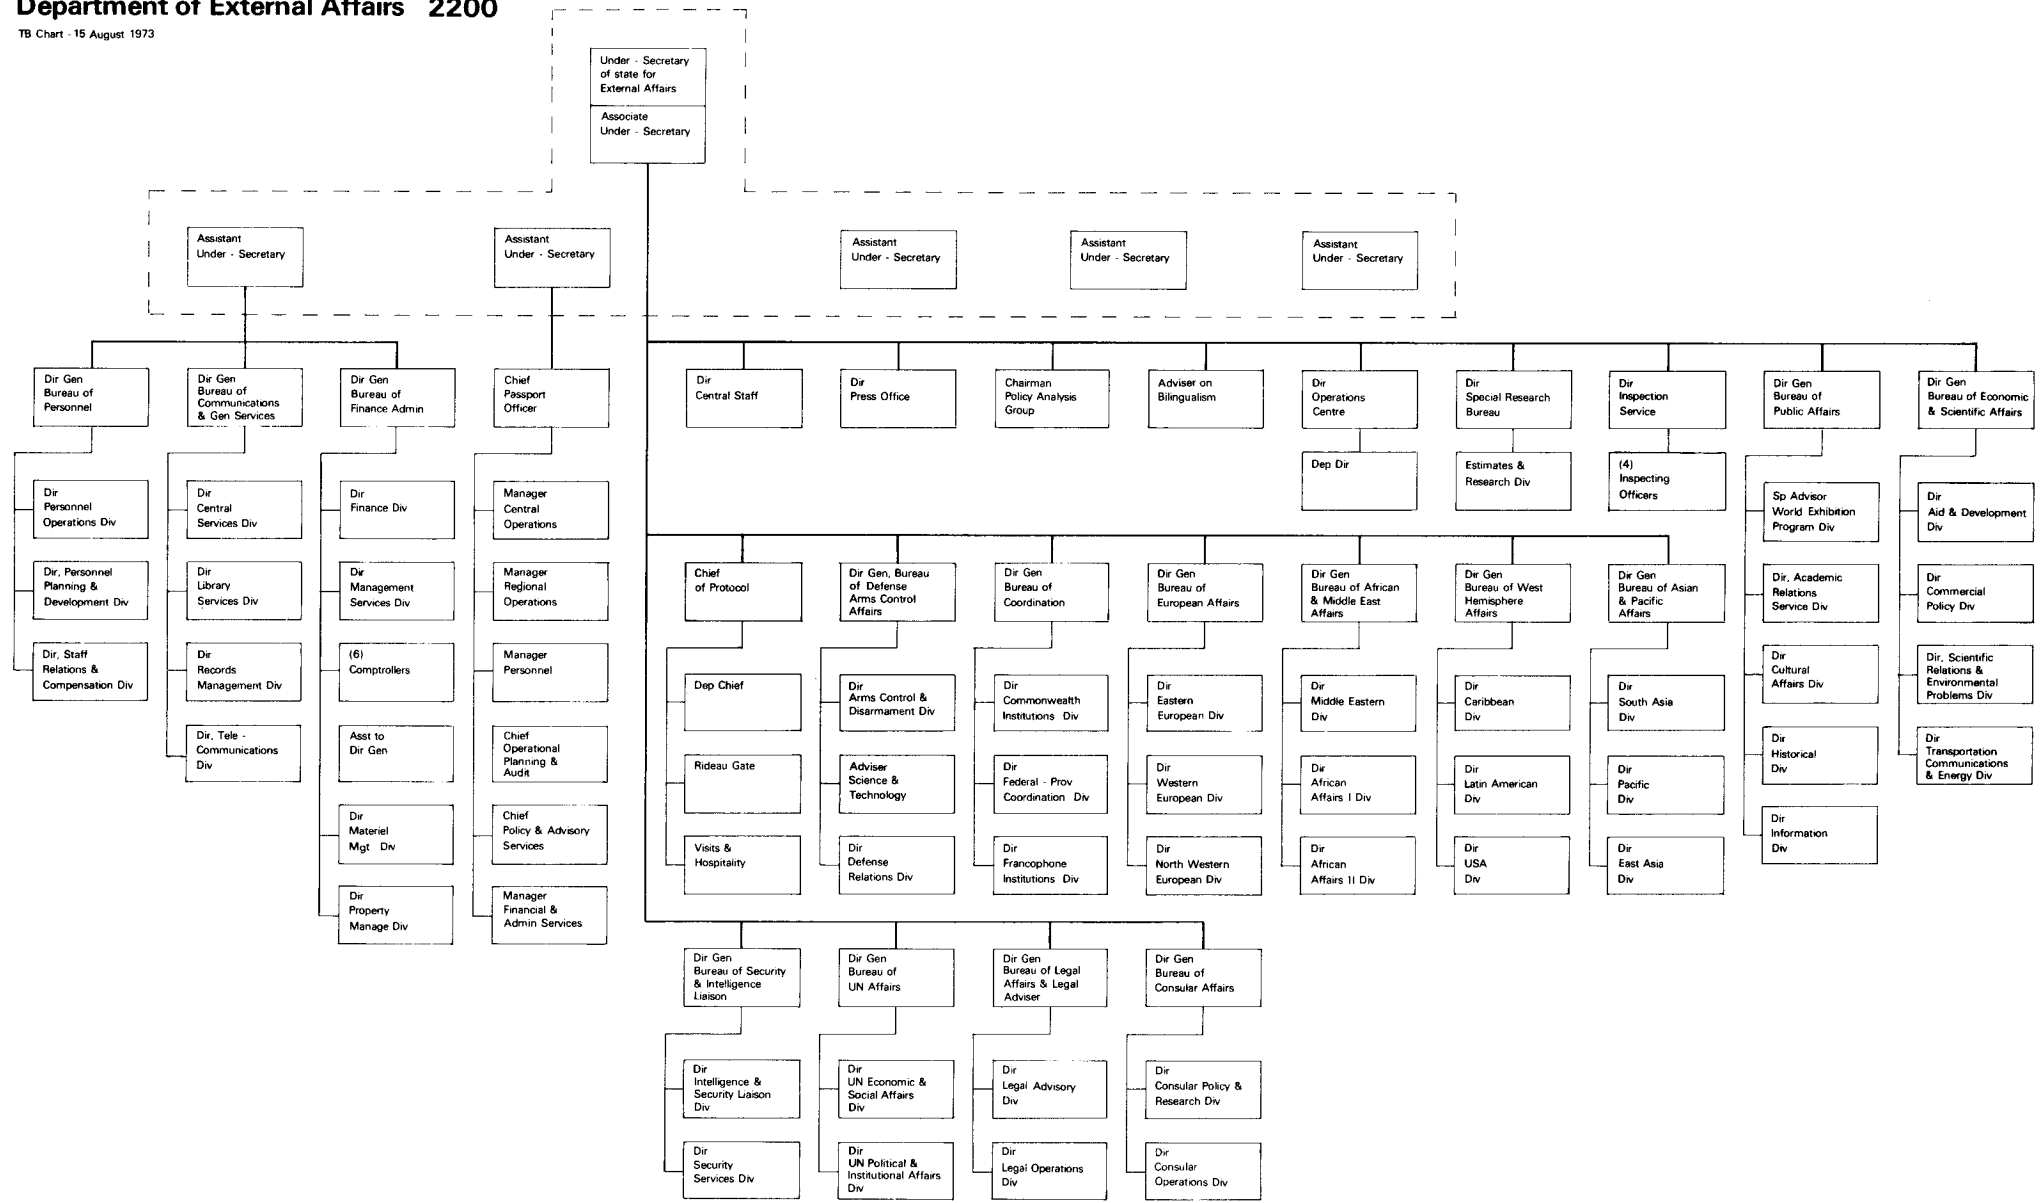 Department of External Affairs 2200
TB Chart - 15 August 1973
Under - Secretary
of state for
External Affairs
Associate
Under - Secretary
Assistant
Under - Secretary
Assistant
Under - Secretary
Assistant
Under - Secretary
Assistant
Under - Secretary
Assistant
Under - Secretary
Dir Gen
Bureau of
Personnel
Dir Gen
Bureau of
Communications
& Gen Services
Dir Gen
Bureau of
Finance Admin
Chief
Passport
Officer
Dir
Central Staff
Dir
Press Office
Chairman
Policy Analysis
Group
Adviser on
Bilingualism
Dir
Operations
Centre
Dir
Special Research
Bureau
Dir
Inspection
Service
Dir Gen
Bureau of
Public Affairs
Dir Gen
Bureau of Economic
& Scientific Affairs
Dir
Personnel
Operations Div
Dir, Personnel
Planning &
Development Div
Dir, Staff
Relations &
Compensation Div
Dir
Central
Services Div
Dir
Library
Services Div
Dir
Records
Management Div
Dir, Tele -
Communications
Div
Dir
Finance Div
Dir
Management
Services Div
(6)
Comptrollers
Asst to
Dir Gen
Dir
Materiel
Mgt Div
Dir
Property
Manage Div
Manager
Central
Operations
Manager
Regional
Operations
Manager
Personnel
Chief
Operational
Planning &
Audit
Chief
Policy & Advisory
Services
Manager
Financial &
Admin Services
Dep Dir
Estimates &
Research Div
(4)
Inspecting
Officers
Sp Advisor
World Exhibition
Program Div
Dir, Academic
Relations
Service Div
Dir
Cultural
Affairs Div
Dir
Historical
Div
Dir
Information
Div
Dir
Aid & Development
Div
Dir
Commercial
Policy Div
Dir, Scientific
Relations &
Environmental
Problems Div
Dir
Transportation
Communications
& Energy Div
Chief
of Protocol
Dir Gen, Bureau
of Defense
Arms Control
Affairs
Dir Gen
Bureau of
Coordination
Dir Gen
Bureau of
European Affairs
Dir Gen
Bureau of African
& Middle East
Affairs
Dir Gen
Bureau of West
Hemisphere
Affairs
Dir Gen
Bureau of Asian
& Pacific
Affairs
Dep Chief
Rideau Gate
Visits &
Hospitality
Dir
Arms Control &
Disarmament Div
Adviser
Science &
Technology
Dir
Defense
Relations Div
Dir
Commonwealth
Institutions Div
Dir
Federal - Prov
Coordination Div
Dir
Francophone
Institutions Div
Dir
Eastern
European Div
Dir
Western
European Div
Dir
North Western
European Div
Dir
Middle Eastern
Div
Dir
African
Affairs I Div
Dir
African
Affairs II Div
Dir
Caribbean
Div
Dir
Latin American
Div
Dir
USA
Div
Dir
South Asia
Div
Dir
Pacific
Div
Dir
East Asia
Div
Dir Gen
Bureau of Security
& Intelligence
Liaison
Dir Gen
Bureau of
UN Affairs
Dir Gen
Bureau of Legal
Affairs & Legal
Adviser
Dir Gen
Bureau of
Consular Affairs
Dir
Intelligence &
Security Liaison
Div
Dir
Security
Services Div
Dir
UN Economic &
Social Affairs
Div
Dir
UN Political &
Institutional Affairs
Div
Dir
Legal Advisory
Div
Dir
Legal Operations
Div
Dir
Consular Policy &
Research Div
Dir
Consular
Operations Div